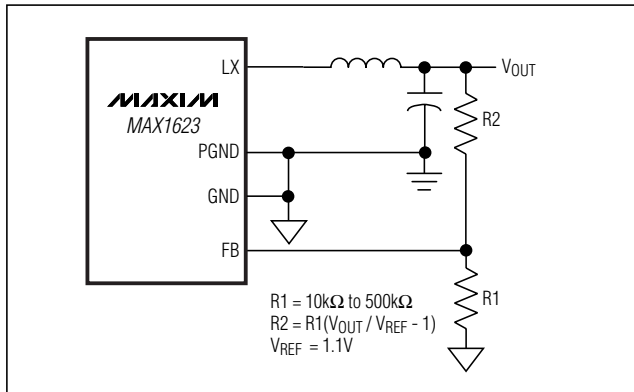 LX
VOUT
MAXIM
MAX1623
R2
PGND
GND
FB
R1 = 10kΩ to 500kΩ
R2 = R1(VOUT / VREF - 1)
VREF = 1.1V
R1